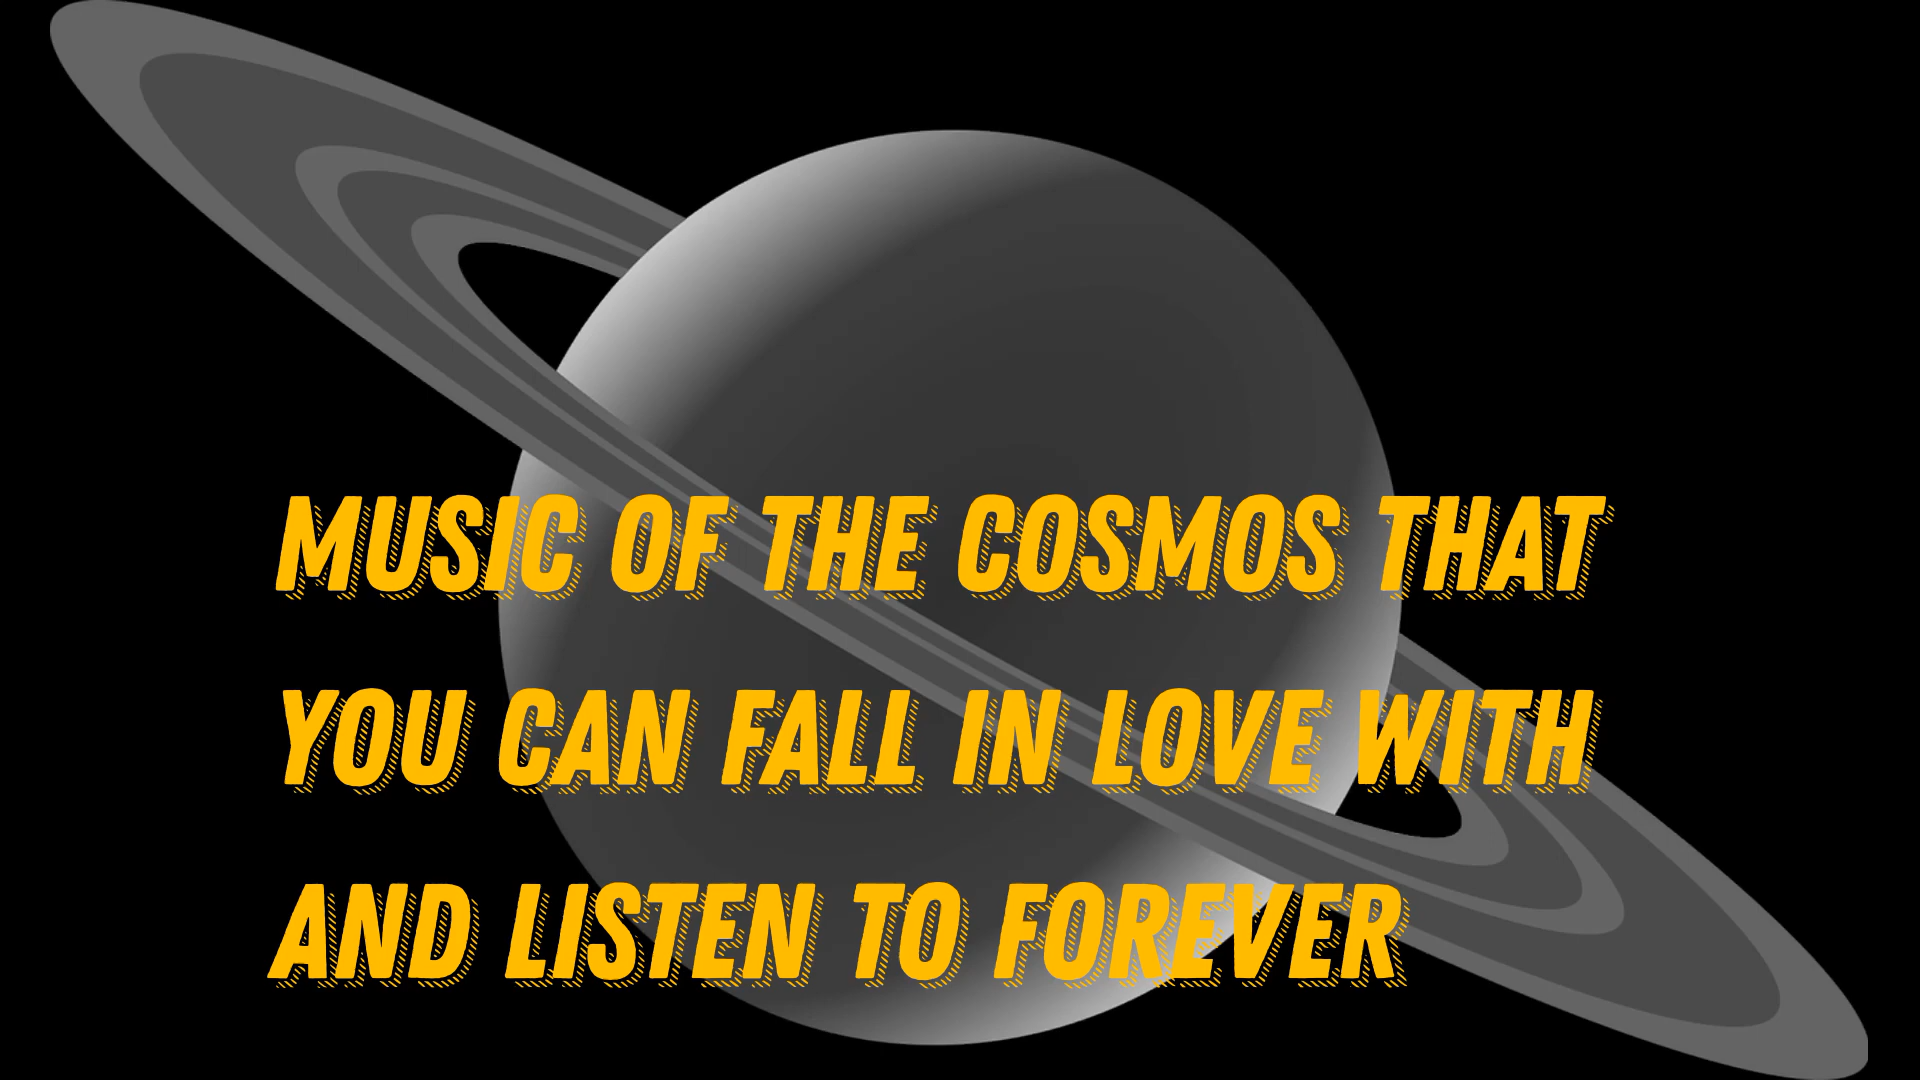 MUSIC OF THE COSMOS THAT
YOU CAN FALL IN LOVE WITH
AND LISTEN TO FOREVER